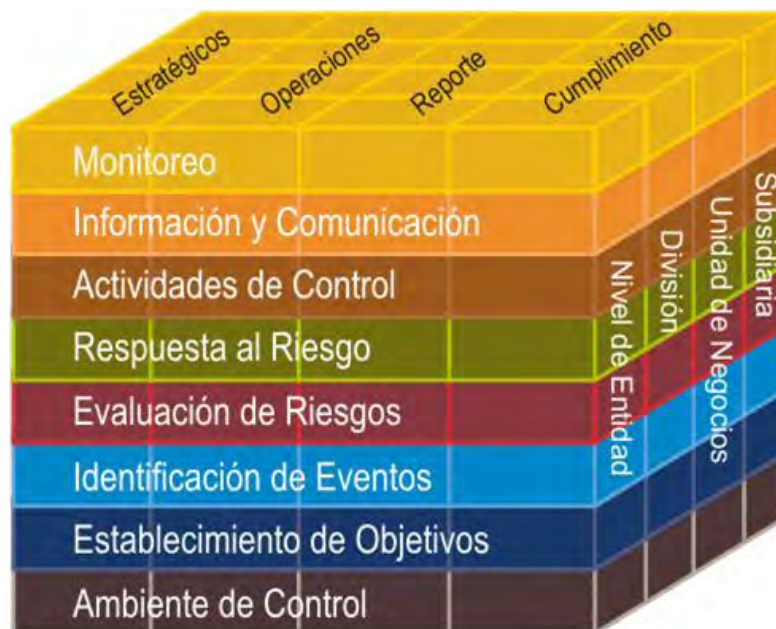 Estratégicos
Operaciones
Reporte
Cumplimiento
Monitoreo
Información y Comunicación
Actividades de Control
Respuesta al Riesgo
Evaluación de Riesgos
Identificación de Eventos
Establecimiento de Objetivos
Ambiente de Control
Nivel de Entidad
División
Unidad de Negocios
Subsidiaria